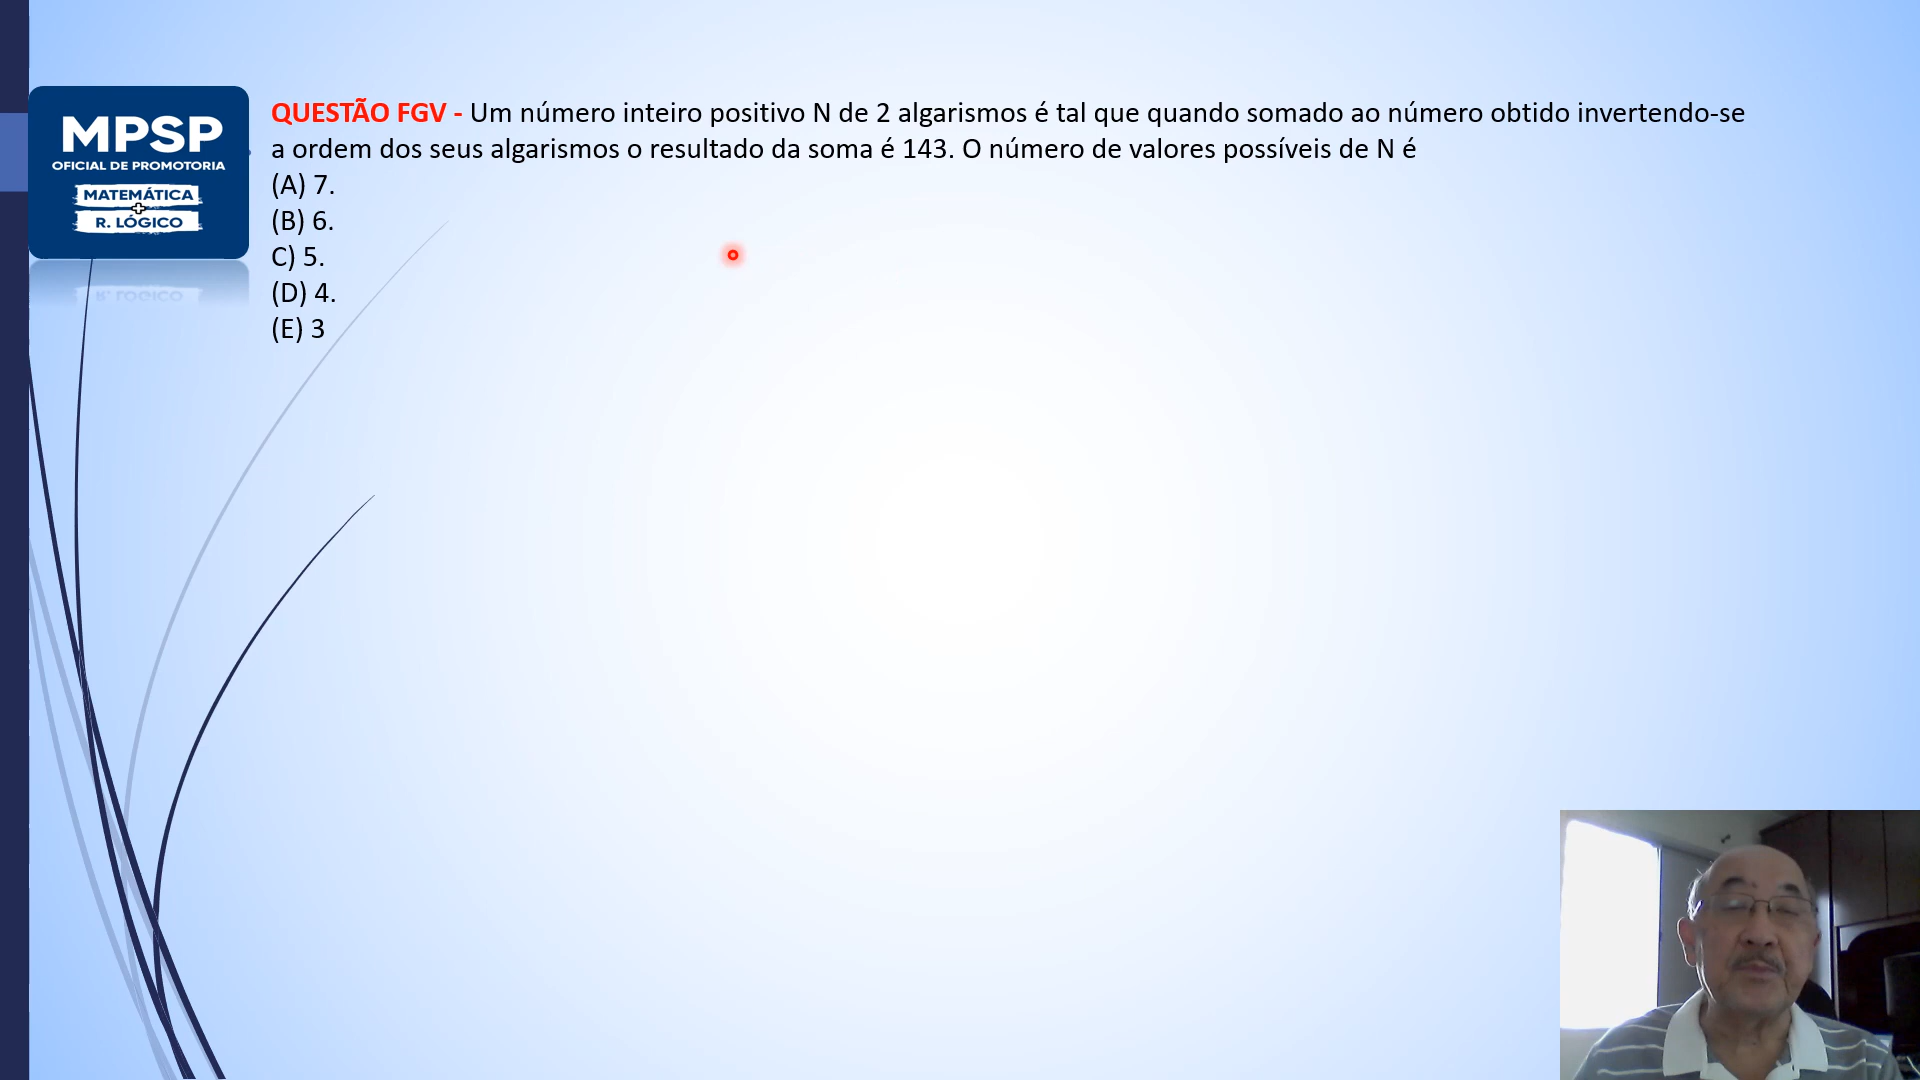 MPSP
OFICIAL DE PROMOTORIA
MATEMÁTICA
+
R. LÓGICO
QUESTÃO FGV - Um número inteiro positivo N de 2 algarismos é tal que quando somado ao número obtido invertendo-se
a ordem dos seus algarismos o resultado da soma é 143. O número de valores possíveis de N é
(A) 7.
(B) 6.
C) 5.
(D) 4.
(E) 3